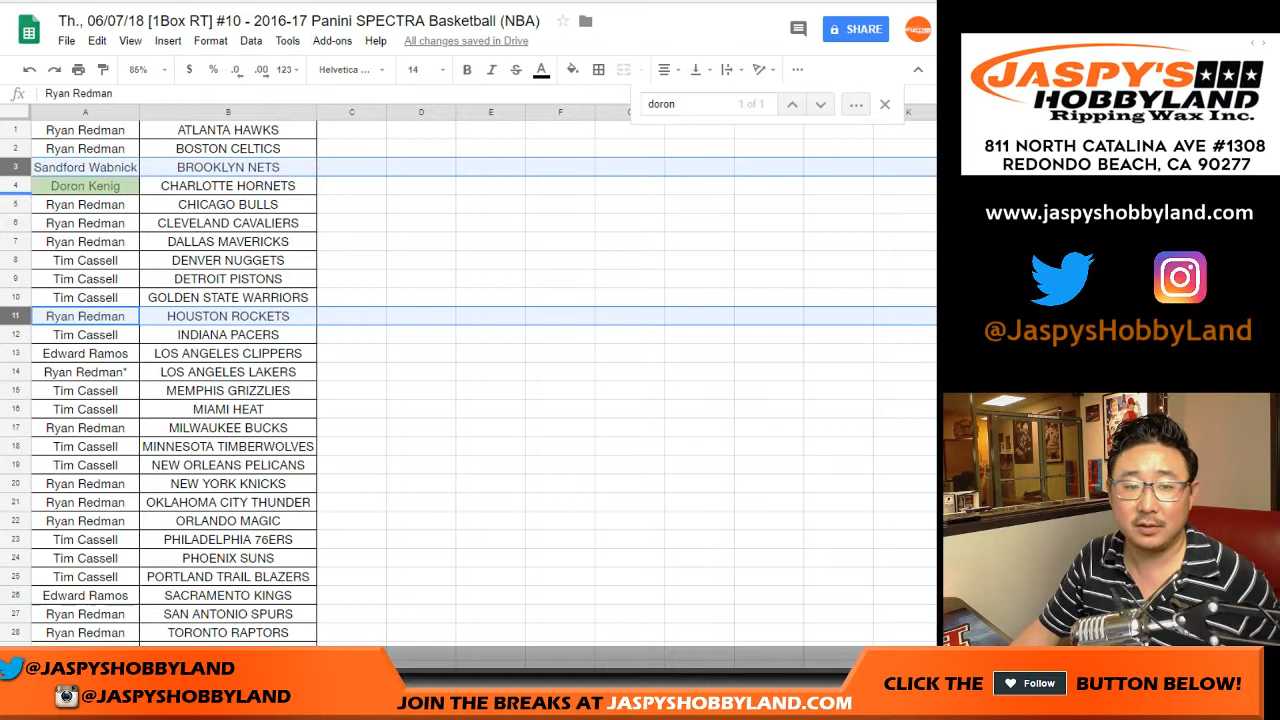 Th., 06/07/18 [1Box RT] #10 - 2016-17 Panini SPECTRA Basketball (NBA)
File Edit View Insert Format Data Tools Add-ons Help All changes saved in Drive
SHARE
85% $ % .0 .00 123 Helvetica ... 14 B I S A
fx Ryan Redman
doron 1 of 1
A B C D E F G H I J K
1 Ryan Redman ATLANTA HAWKS
2 Ryan Redman BOSTON CELTICS
3 Sandford Wabnick BROOKLYN NETS
4 Doron Kenig CHARLOTTE HORNETS
5 Ryan Redman CHICAGO BULLS
6 Ryan Redman CLEVELAND CAVALIERS
7 Ryan Redman DALLAS MAVERICKS
8 Tim Cassell DENVER NUGGETS
9 Tim Cassell DETROIT PISTONS
10 Tim Cassell GOLDEN STATE WARRIORS
11 Ryan Redman HOUSTON ROCKETS
12 Tim Cassell INDIANA PACERS
13 Edward Ramos LOS ANGELES CLIPPERS
14 Ryan Redman* LOS ANGELES LAKERS
15 Tim Cassell MEMPHIS GRIZZLIES
16 Tim Cassell MIAMI HEAT
17 Ryan Redman MILWAUKEE BUCKS
18 Tim Cassell MINNESOTA TIMBERWOLVES
19 Tim Cassell NEW ORLEANS PELICANS
20 Ryan Redman NEW YORK KNICKS
21 Ryan Redman OKLAHOMA CITY THUNDER
22 Ryan Redman ORLANDO MAGIC
23 Tim Cassell PHILADELPHIA 76ERS
24 Tim Cassell PHOENIX SUNS
25 Tim Cassell PORTLAND TRAIL BLAZERS
26 Edward Ramos SACRAMENTO KINGS
27 Ryan Redman SAN ANTONIO SPURS
28 Ryan Redman TORONTO RAPTORS
JASPY'S
HOBBYLAND
Ripping Wax Inc.
811 NORTH CATALINA AVE #1308
REDONDO BEACH, CA 90277
www.jaspyshobbyland.com
@JaspysHobbyLand
@JASPYSHOBBYLAND
@JASPYSHOBBYLAND
JOIN THE BREAKS AT JASPYSHOBBYLAND.COM
CLICK THE Follow BUTTON BELOW!